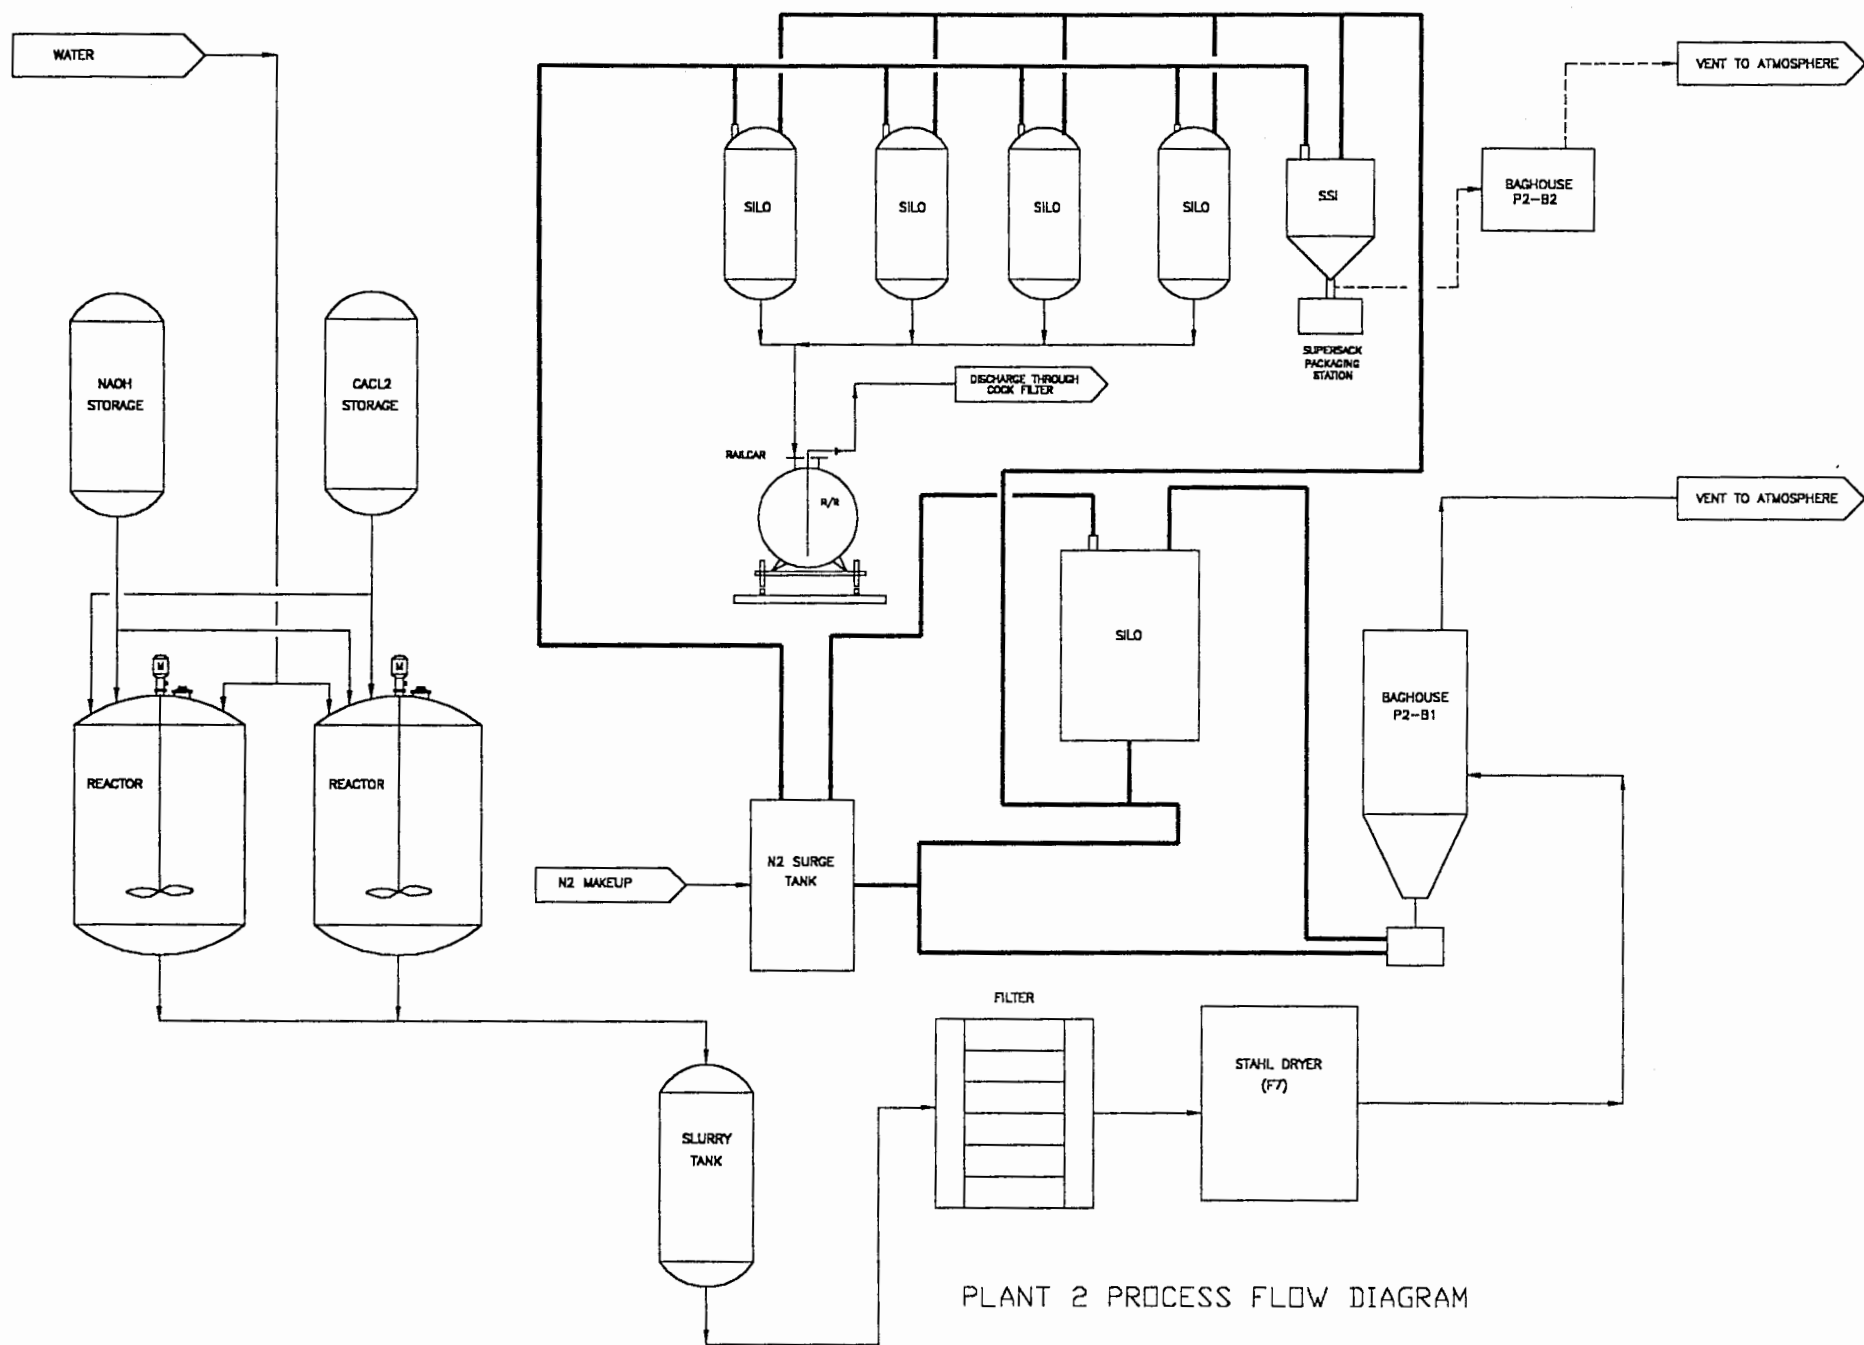 WATER
VENT TO ATMOSPHERE
SILO
SILO
SILO
SILO
SSI
BAGHOUSE
P2-B2
SUPERSACK
PACKAGING
STATION
NAOH
STORAGE
CACL2
STORAGE
DISCHARGE THROUGH
COCK FILTER
RAILCAR
R/R
VENT TO ATMOSPHERE
SILO
BAGHOUSE
P2-B1
M
M
REACTOR
REACTOR
N2 SURGE
TANK
N2 MAKEUP
FILTER
STAHL DRYER
(F7)
SLURRY
TANK
PLANT 2 PROCESS FLOW DIAGRAM